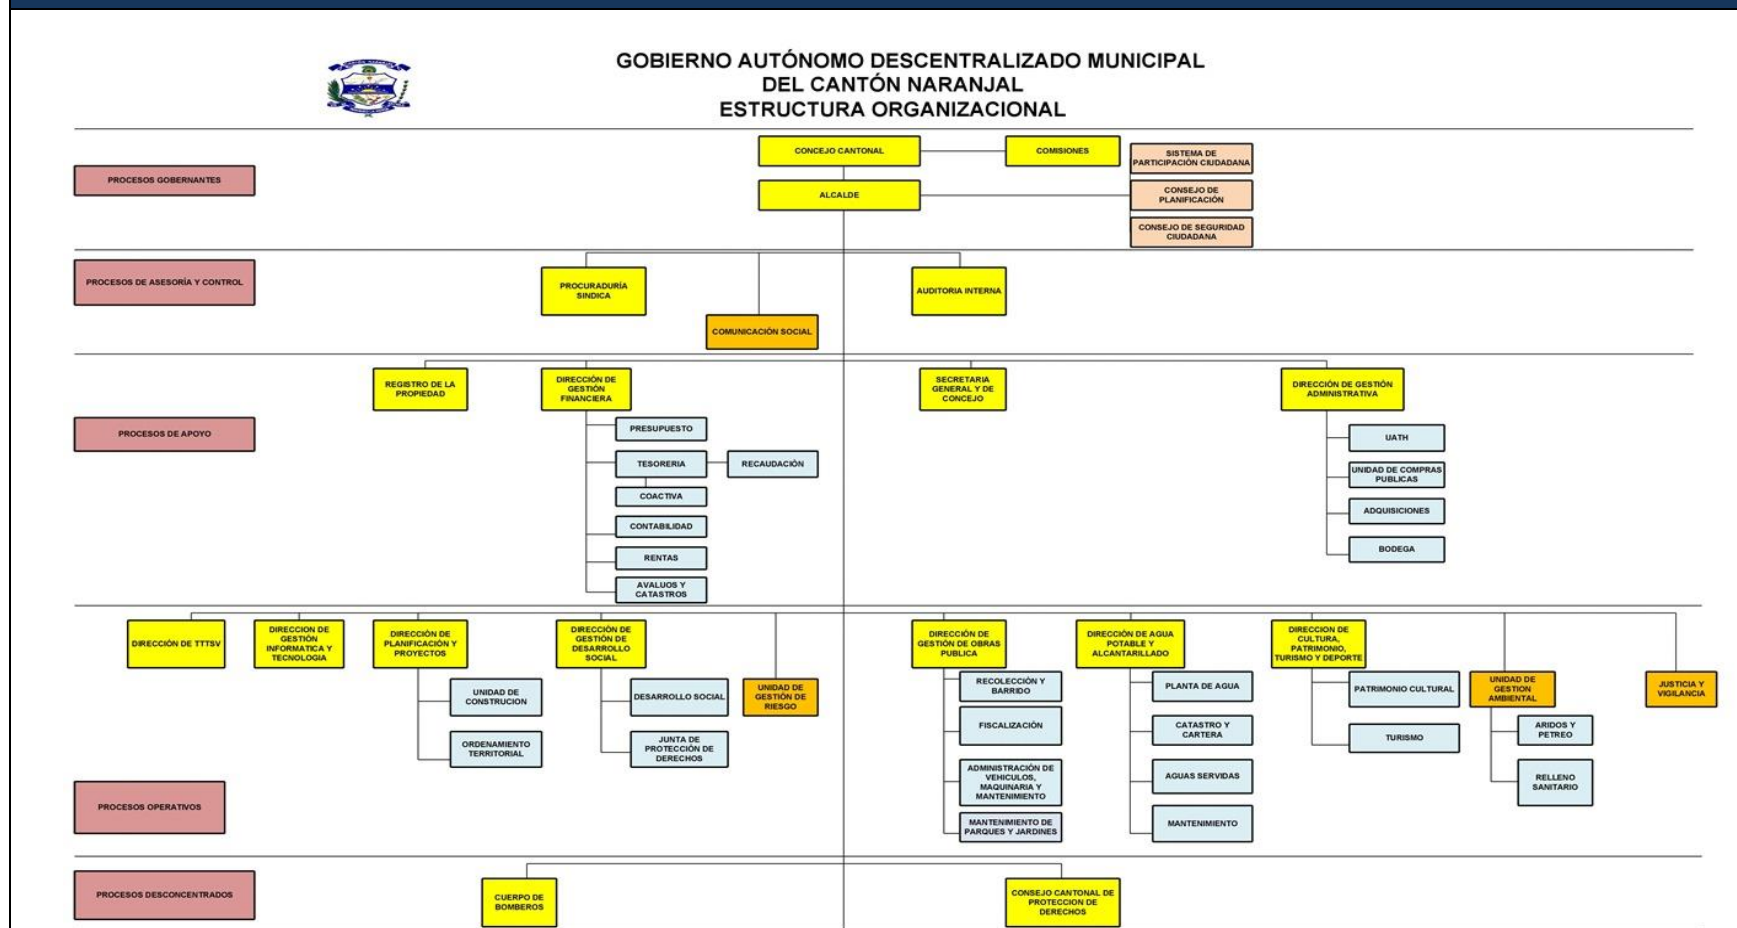 GOBIERNO AUTÓNOMO DESCENTRALIZADO MUNICIPAL
DEL CANTÓN NARANJAL
ESTRUCTURA ORGANIZACIONAL
PROCESOS GOBERNANTES
CONCEJO CANTONAL
COMISIONES
SISTEMA DE
PARTICIPACIÓN CIUDADANA
ALCALDE
CONSEJO DE
PLANIFICACIÓN
CONSEJO DE SEGURIDAD
CIUDADANA
PROCESOS DE ASESORÍA Y CONTROL
PROCURADURÍA
SINDICA
COMUNICACIÓN SOCIAL
AUDITORIA INTERNA
PROCESOS DE APOYO
REGISTRO DE LA
PROPIEDAD
DIRECCIÓN DE
GESTIÓN
FINANCIERA
PRESUPUESTO
TESORERIA
RECAUDACIÓN
COACTIVA
CONTABILIDAD
RENTAS
AVALUOS Y
CATASTROS
SECRETARIA
GENERAL Y DE
CONCEJO
DIRECCIÓN DE GESTIÓN
ADMINISTRATIVA
UATH
UNIDAD DE COMPRAS
PUBLICAS
ADQUISICIONES
BODEGA
PROCESOS OPERATIVOS
DIRECCIÓN DE TTTSV
DIRECCION DE
GESTIÓN
INFORMATICA Y
TECNOLOGIA
DIRECCIÓN DE
PLANIFICACIÓN Y
PROYECTOS
UNIDAD DE
CONSTRUCION
ORDENAMIENTO
TERRITORIAL
DIRECCIÓN DE
GESTIÓN DE
DESARROLLO
SOCIAL
DESARROLLO SOCIAL
JUNTA DE
PROTECCIÓN DE
DERECHOS
UNIDAD DE
GESTIÓN DE
RIESGO
DIRECCIÓN DE
GESTIÓN DE OBRAS
PUBLICA
RECOLECCIÓN Y
BARRIDO
FISCALIZACIÓN
ADMINISTRACIÓN DE
VEHICULOS,
MAQUINARIA Y
MANTENIMIENTO
MANTENIMIENTO DE
PARQUES Y JARDINES
DIRECCIÓN DE AGUA
POTABLE Y
ALCANTARILLADO
PLANTA DE AGUA
CATASTRO Y
CARTERA
AGUAS SERVIDAS
MANTENIMIENTO
DIRECCION DE
CULTURA,
PATRIMONIO,
TURISMO Y DEPORTE
PATRIMONIO CULTURAL
TURISMO
UNIDAD DE
GESTION
AMBIENTAL
ARIDOS Y
PETREO
RELLENO
SANITARIO
JUSTICIA Y
VIGILANCIA
PROCESOS DESCONCENTRADOS
CUERPO DE
BOMBEROS
CONSEJO CANTONAL DE
PROTECCION DE
DERECHOS